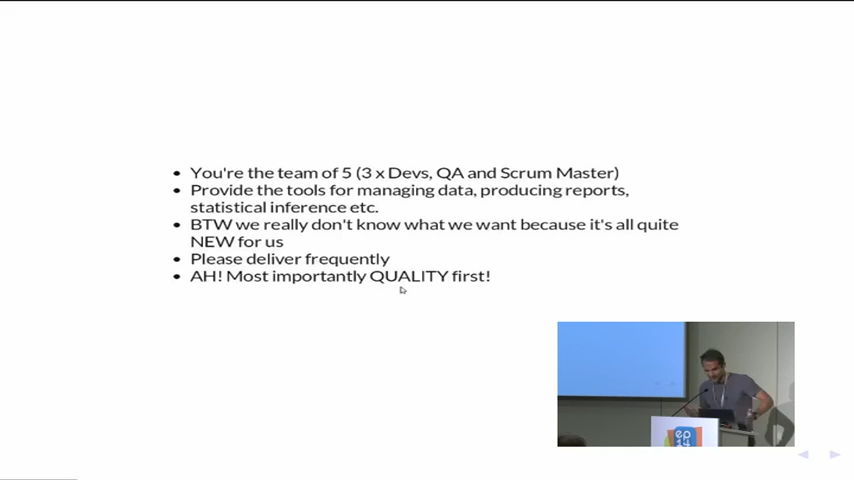 You're the team of 5 (3 x Devs, QA and Scrum Master)
Provide the tools for managing data, producing reports,
statistical inference etc.
BTW we really don't know what we want because it's all quite
NEW for us
Please deliver frequently
AH! Most importantly QUALITY first!
ep
14